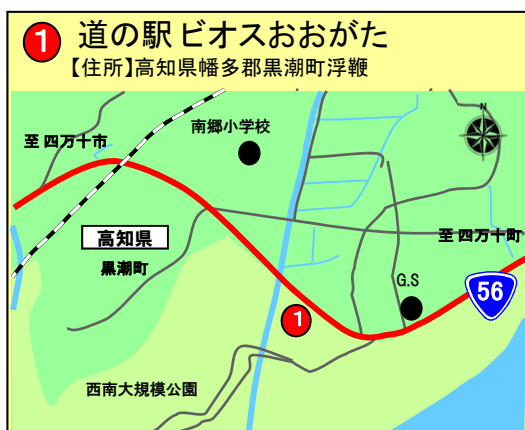 1 道の駅 ビオスおおがた
【住所】高知県幡多郡黒潮町浮鞭
N
南郷小学校
至 四万十市
高知県
黒潮町
至 四万十町
G.S
56
1
西南大規模公園